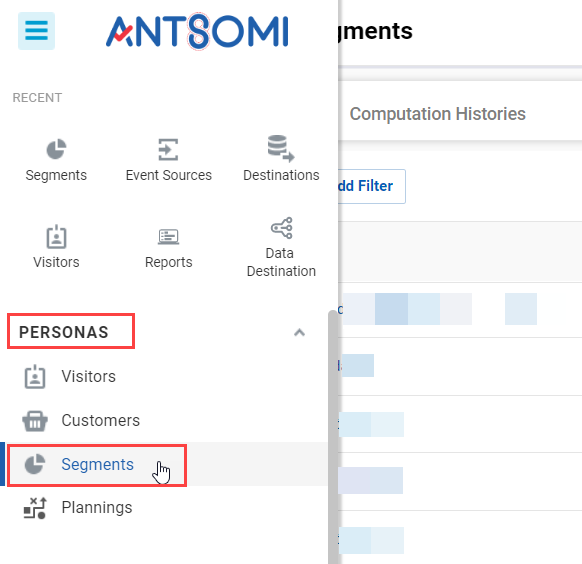 ANTSOMI
gments
RECENT
Computation Histories
Segments
Event Sources
Destinations
dd Filter
Visitors
Reports
Data
Destination
PERSONAS
Visitors
Customers
Segments
Plannings